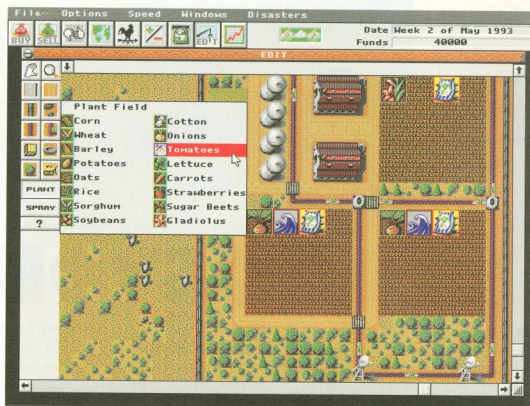 File Options Speed Windows Disasters
BUY SELL EDIT
Date Week 2 of May 1993
Funds 40000
EDIT
Plant Field
Corn Cotton
Wheat Onions
Barley Tomatoes
Potatoes Lettuce
Oats Carrots
Rice Strawberries
Sorghum Sugar Beets
Soybeans Gladiolus
PLANT
SPRAY
?